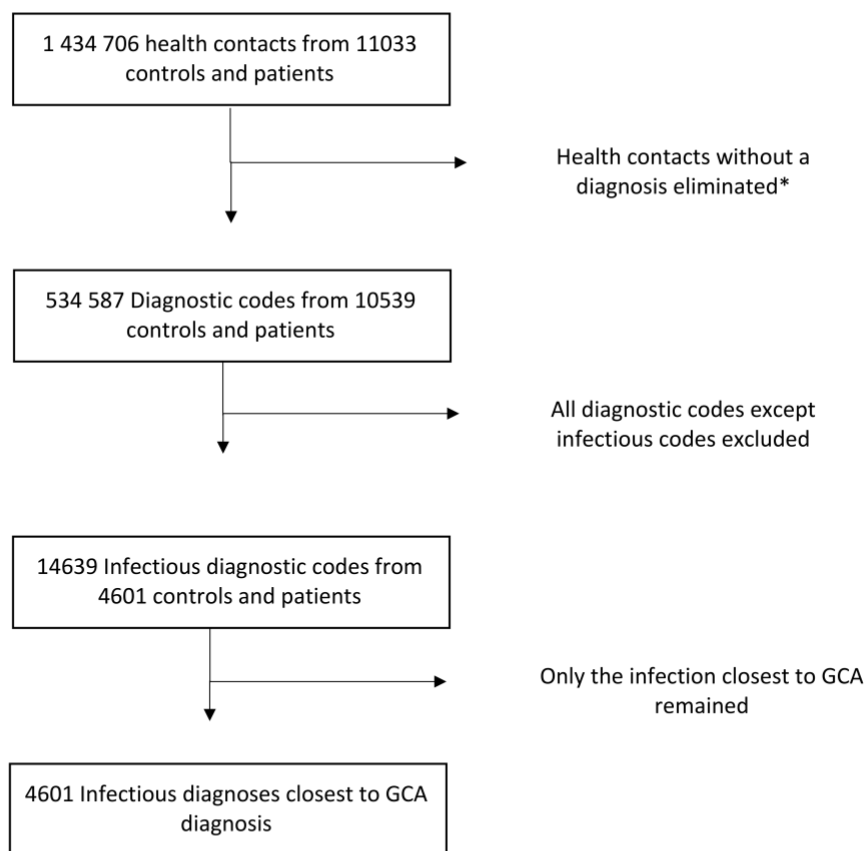 1 434 706 health contacts from 11033
controls and patients
Health contacts without a
diagnosis eliminated*
534 587 Diagnostic codes from 10539
controls and patients
All diagnostic codes except
infectious codes excluded
14639 Infectious diagnostic codes from
4601 controls and patients
Only the infection closest to GCA
remained
4601 Infectious diagnoses closest to GCA
diagnosis